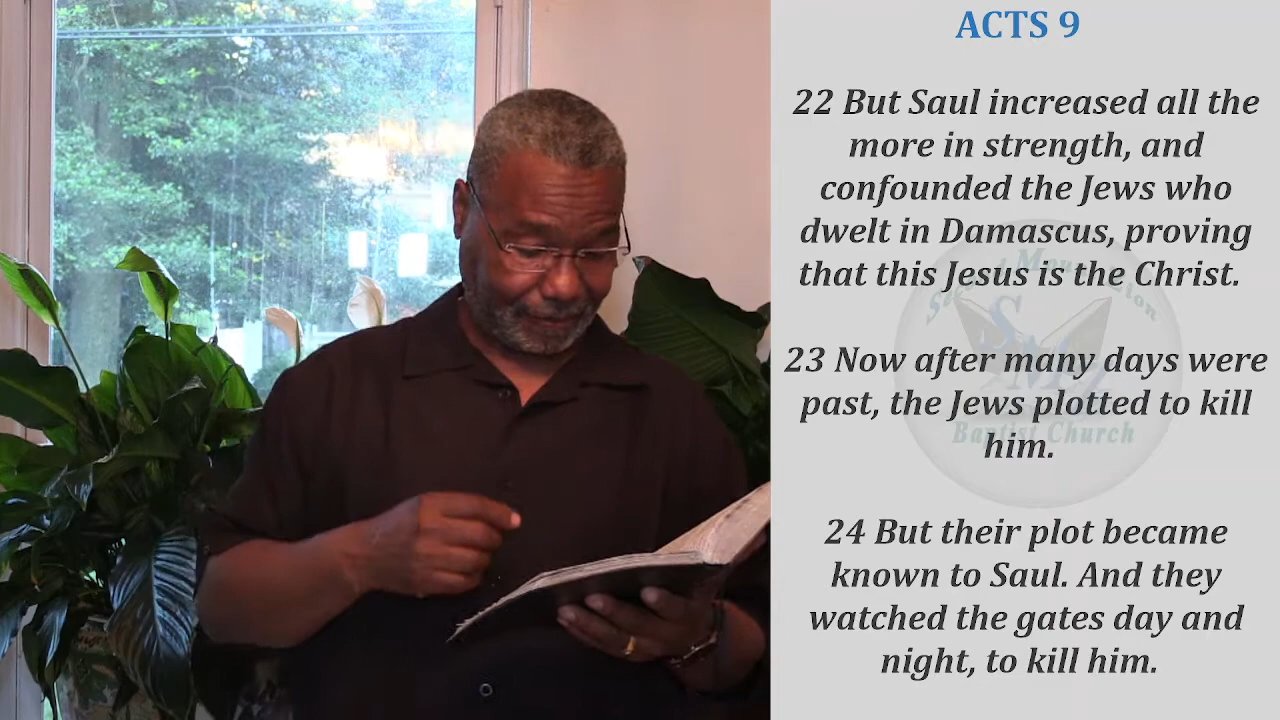 ACTS 9
22 But Saul increased all the
more in strength, and
confounded the Jews who
dwelt in Damascus, proving
that this Jesus is the Christ.
23 Now after many days were
past, the Jews plotted to kill
him.
24 But their plot became
known to Saul. And they
watched the gates day and
night, to kill him.
Baptist Church